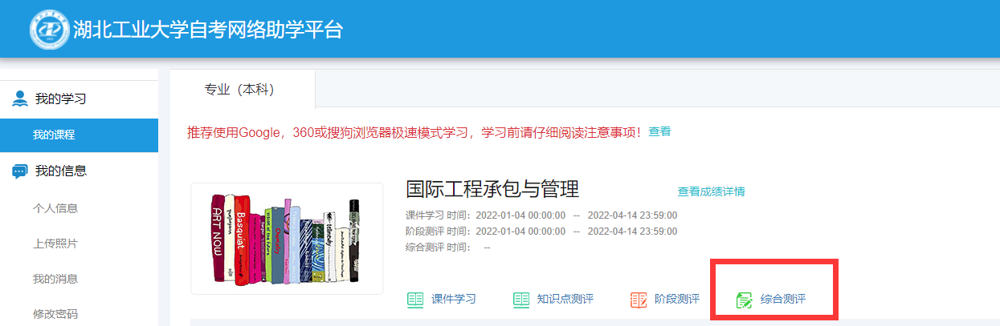 湖北工业大学自考网络助学平台
我的学习
我的课程
我的信息
个人信息
上传照片
我的消息
修改密码
专业（本科）
推荐使用Google，360或搜狗浏览器极速模式学习，学习前请仔细阅读注意事项！ 查看
ART NOW
Basquiat
Chemistry
国际工程承包与管理 查看成绩详情
课件学习 时间： 2022-01-04 00:00:00 -- 2022-04-14 23:59:00
阶段测评 时间： 2022-01-04 00:00:00 -- 2022-04-14 23:59:00
综合测评 时间： --
课件学习 知识点测评 阶段测评 综合测评